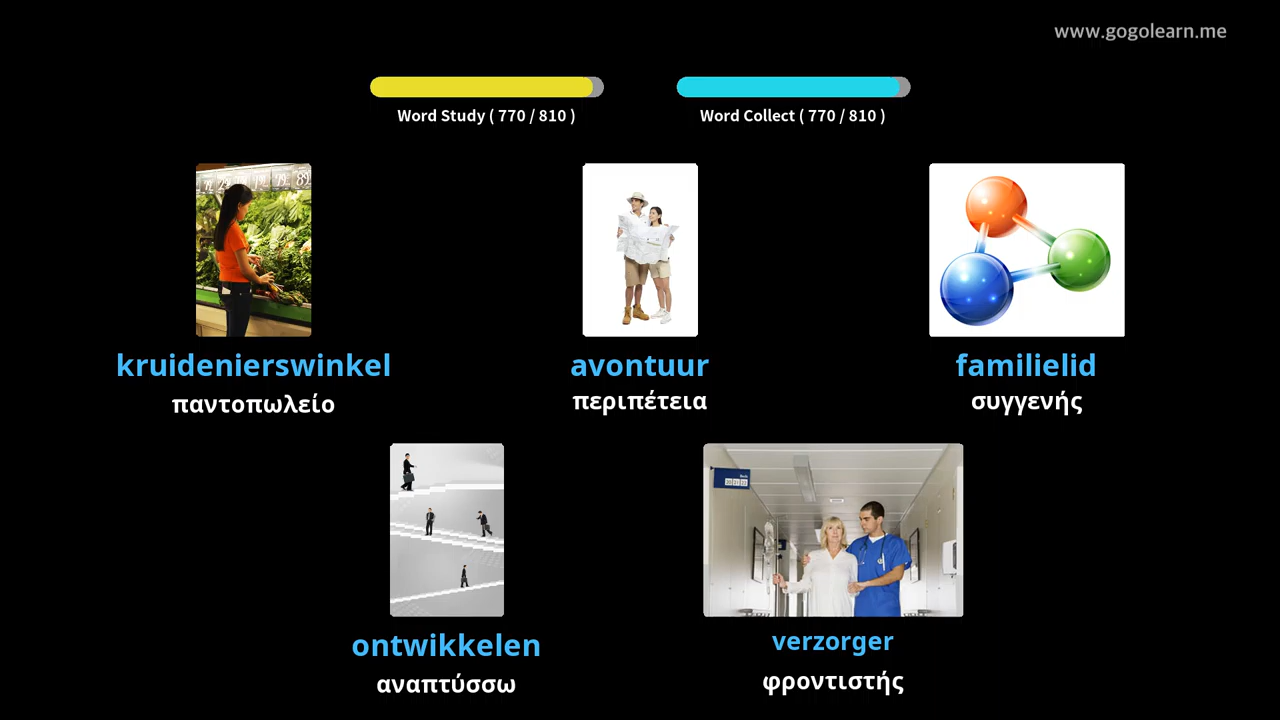 www.gogolearn.me
Word Study ( 770 / 810 )
Word Collect ( 770 / 810 )
kruidenierswinkel
παντοπωλείο
avontuur
περιπέτεια
familielid
συγγενής
ontwikkelen
αναπτύσσω
verzorger
φροντιστής